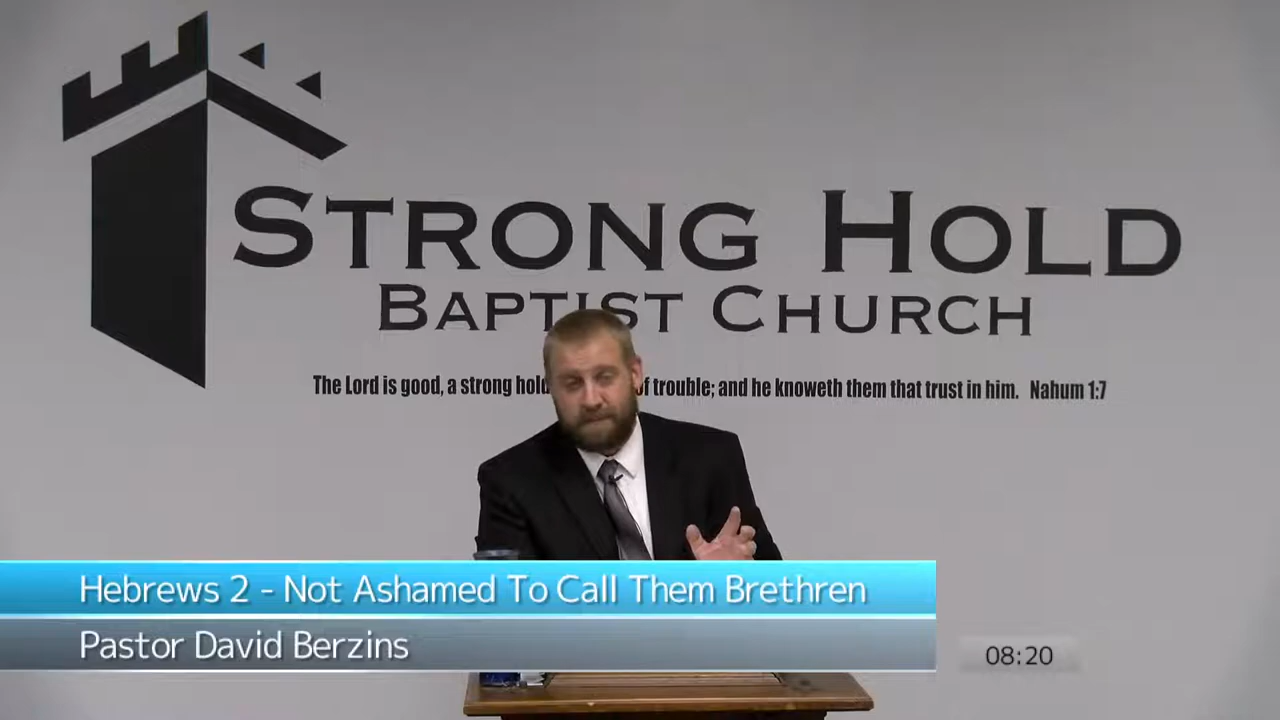 STRONG HOLD
BAPTIST CHURCH
The Lord is good, a strong hold of trouble; and he knoweth them that trust in him. Nahum 1:7
Hebrews 2 - Not Ashamed To Call Them Brethren
Pastor David Berzins
08:20